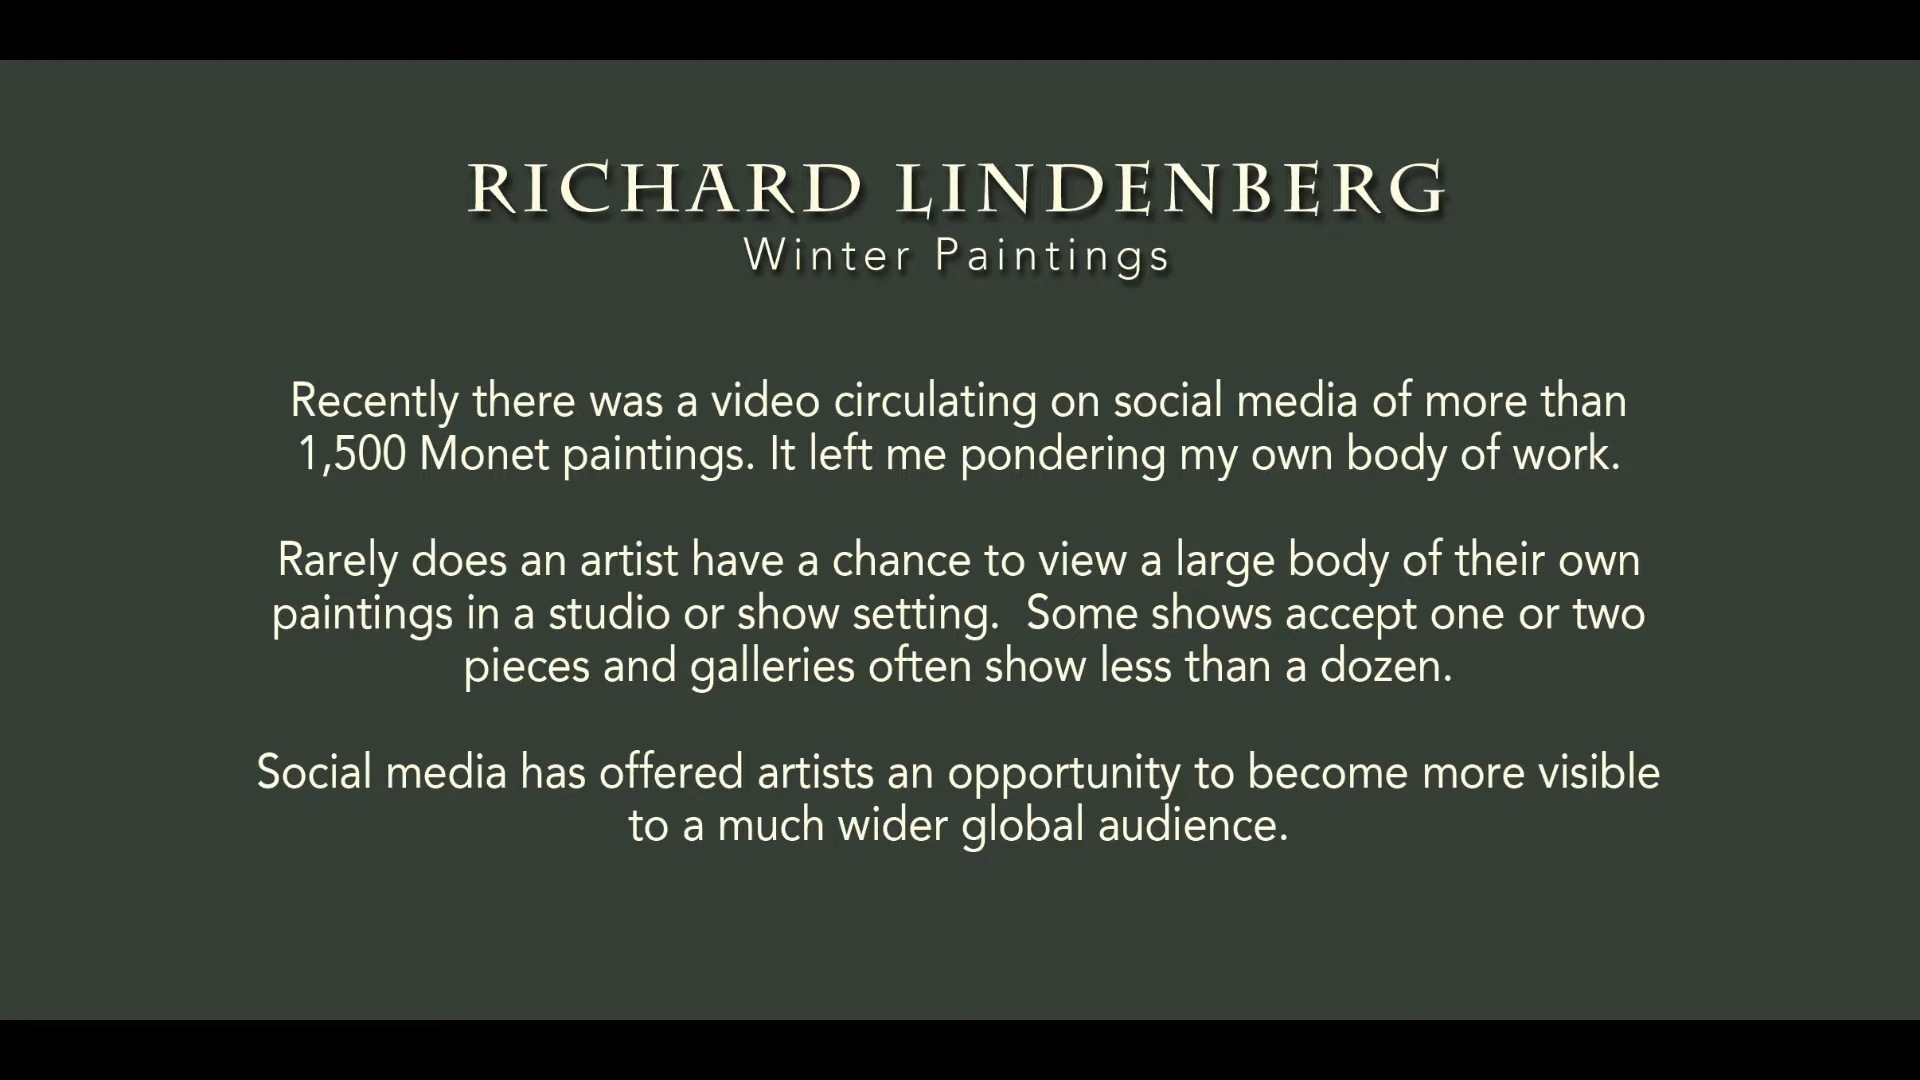 RICHARD LINDENBERG
Winter Paintings
Recently there was a video circulating on social media of more than
1,500 Monet paintings. It left me pondering my own body of work.
Rarely does an artist have a chance to view a large body of their own
paintings in a studio or show setting.  Some shows accept one or two
pieces and galleries often show less than a dozen.
Social media has offered artists an opportunity to become more visible
to a much wider global audience.